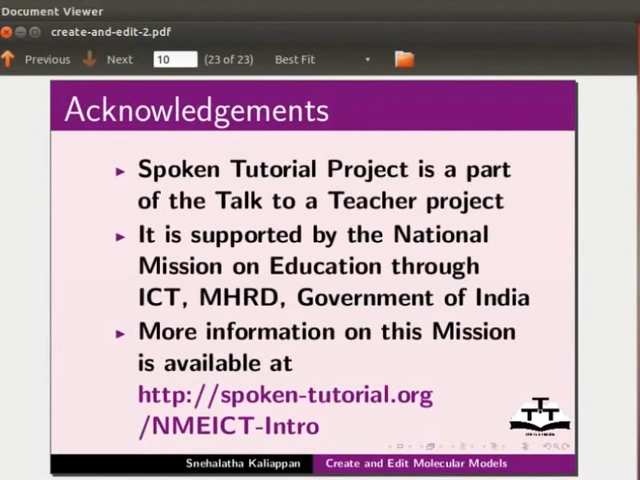 Document Viewer
create-and-edit-2.pdf
Previous Next 10 (23 of 23) Best Fit
Acknowledgements
Spoken Tutorial Project is a part
of the Talk to a Teacher project
It is supported by the National
Mission on Education through
ICT, MHRD, Government of India
More information on this Mission
is available at
http://spoken-tutorial.org
/NMEICT-Intro
Snehalatha Kaliappan Create and Edit Molecular Models